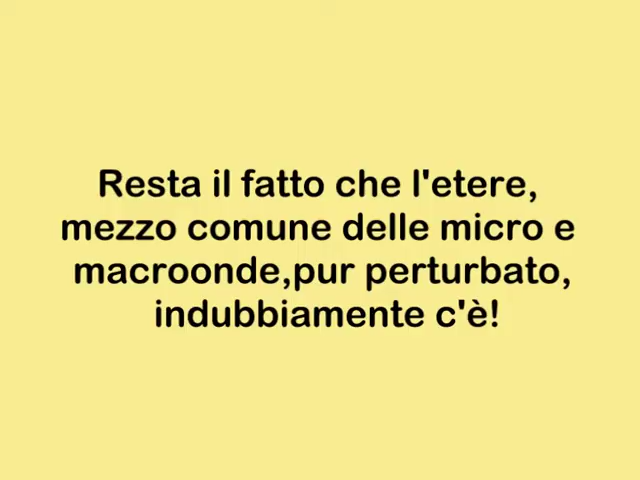 Resta il fatto che l'etere,
mezzo comune delle micro e
macroonde,pur perturbato,
indubbiamente c'è!